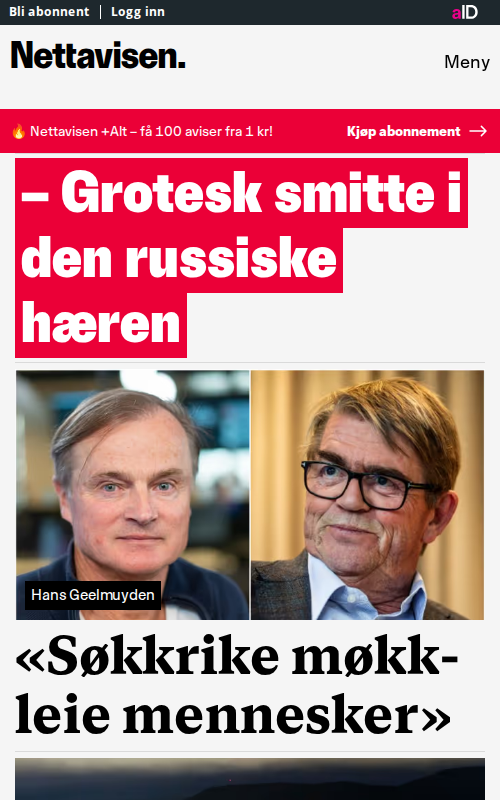 Bli abonnent | Logg inn
aID
Nettavisen.
Meny
🔥 Nettavisen +Alt – få 100 aviser fra 1 kr!
Kjøp abonnement →
– Grotesk smitte i
den russiske
hæren
Hans Geelmuyden
«Søkkrike møkk-
leie mennesker»